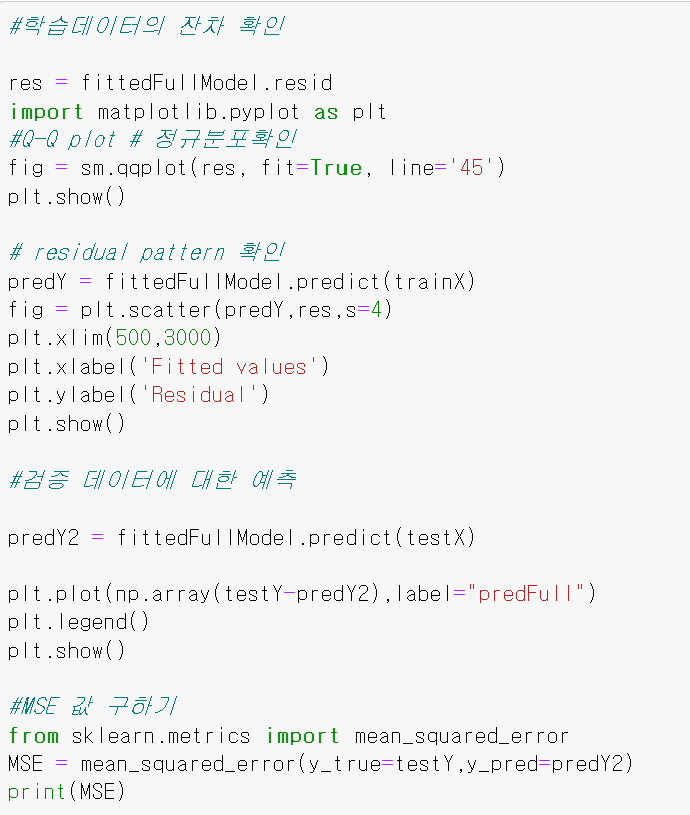 #학습데이터의 잔차 확인
res = fittedFullModel.resid
import matplotlib.pyplot as plt
#Q-Q plot # 정규분포확인
fig = sm.qqplot(res, fit=True, line='45')
plt.show()
# residual pattern 확인
predY = fittedFullModel.predict(trainX)
fig = plt.scatter(predY,res,s=4)
plt.xlim(500,3000)
plt.xlabel('Fitted values')
plt.ylabel('Residual')
plt.show()
#검증 데이터에 대한 예측
predY2 = fittedFullModel.predict(testX)
plt.plot(np.array(testY-predY2),label="predFull")
plt.legend()
plt.show()
#MSE 값 구하기
from sklearn.metrics import mean_squared_error
MSE = mean_squared_error(y_true=testY,y_pred=predY2)
print(MSE)